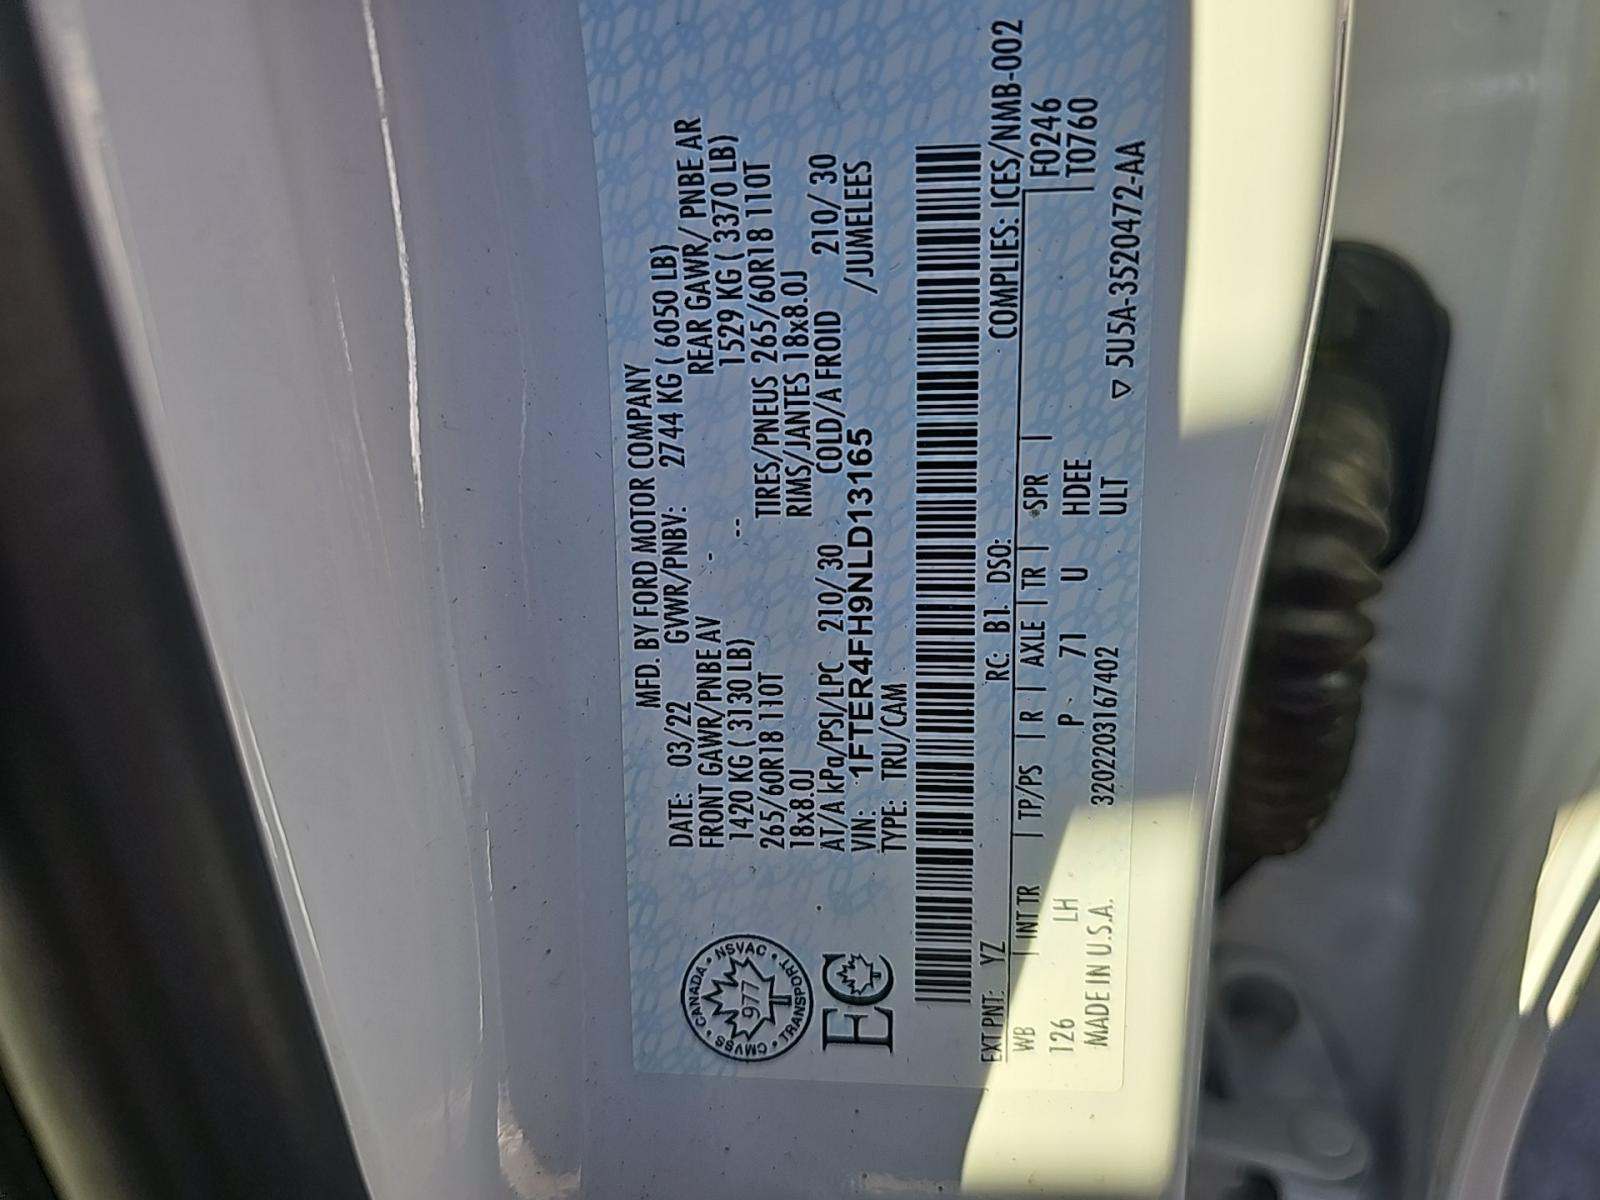 MFD. BY FORD MOTOR COMPANY
DATE: 03/22 GVWR/PNBV: 2744 KG ( 6050 LB)
FRONT GAWR/PNBE AV - REAR GAWR/ PNBE AR
1420 KG ( 3130 LB) -- 1529 KG ( 3370 LB)
265/60R18 110T TIRES/PNEUS 265/60R18 110T
18x8.0J RIMS/JANTES 18x8.0J
AT/A kPa/PSI/LPC 210/ 30 COLD/A FROID 210/ 30
VIN: 1FTER4FH9NLD13165 /JUMELEES
TYPE: TRU/CAM
CANADA • NSVAC • TRANSPORT • CMVSS •
977
EC
EXT PNT: YZ RC: B1 DSO: COMPLIES: ICES/NMB-002
WB | INT TR | TP/PS | R | AXLE | TR | SPR | F0246
126 LH P 71 U HDEE T0760
MADE IN U.S.A. 3202203167402 ULT ▽ 5U5A-3520472-AA